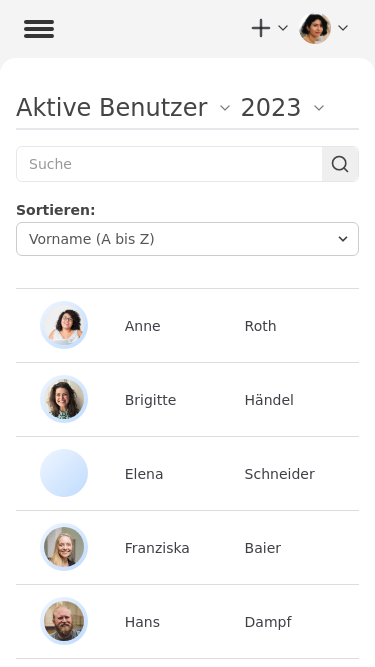 Aktive Benutzer 2023
Suche
Sortieren:
Vorname (A bis Z)
Anne Roth
Brigitte Händel
Elena Schneider
Franziska Baier
Hans Dampf